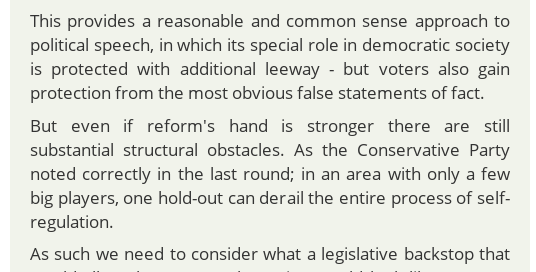 This provides a reasonable and common sense approach to
political speech, in which its special role in democratic society
is protected with additional leeway - but voters also gain
protection from the most obvious false statements of fact.
But even if reform's hand is stronger there are still
substantial structural obstacles. As the Conservative Party
noted correctly in the last round; in an area with only a few
big players, one hold-out can derail the entire process of self-
regulation.
As such we need to consider what a legislative backstop that